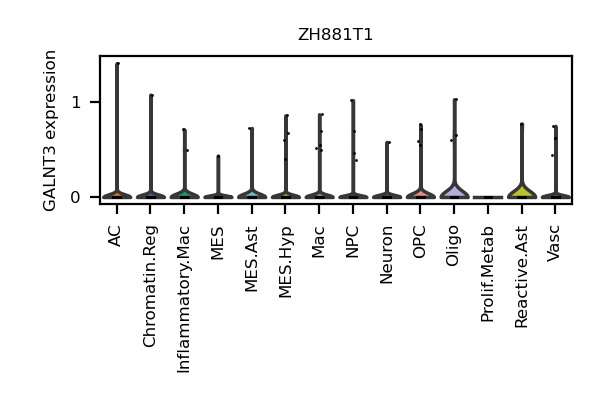 ZH881T1
GALNT3 expression
1
0
AC
Chromatin.Reg
Inflammatory.Mac
MES
MES.Ast
MES.Hyp
Mac
NPC
Neuron
OPC
Oligo
Prolif.Metab
Reactive.Ast
Vasc